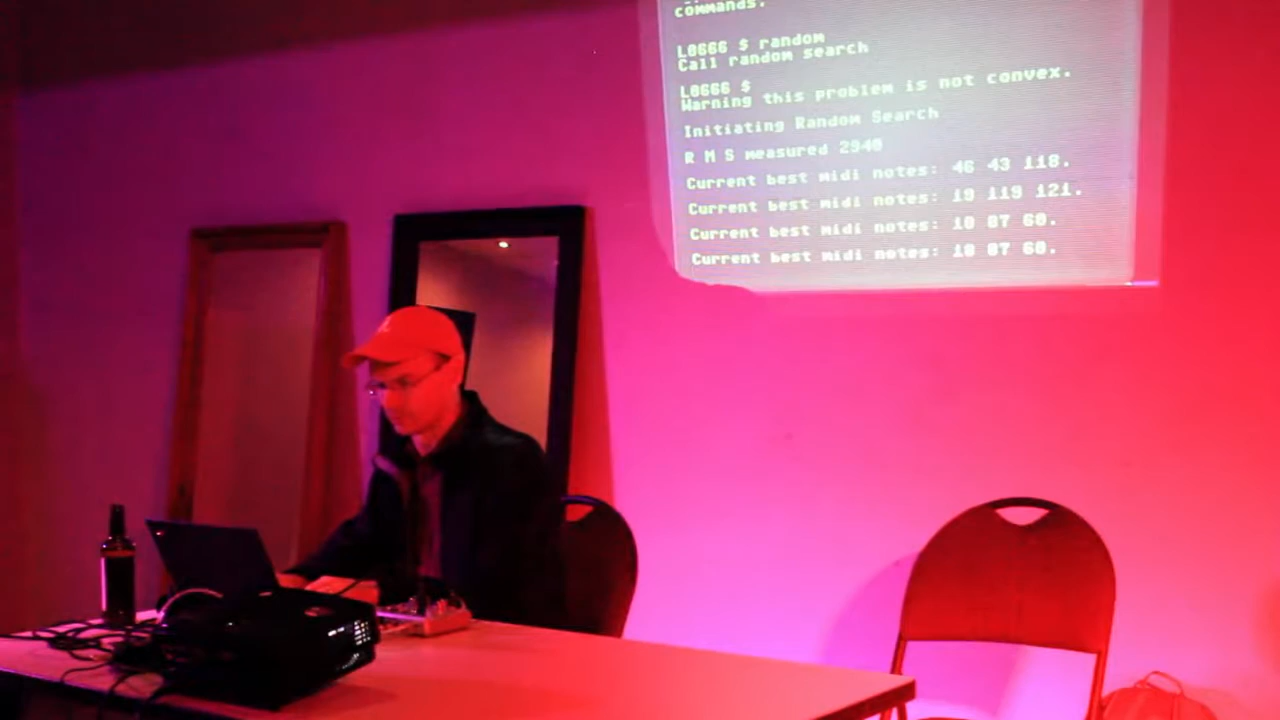 commands.
L0666 $ random
Call random search
L0666 $
Warning this problem is not convex.
Initiating Random Search
R M S measured 2940
Current best midi notes: 46 43 118.
Current best midi notes: 19 119 121.
Current best midi notes: 10 87 60.
Current best midi notes: 10 87 60.